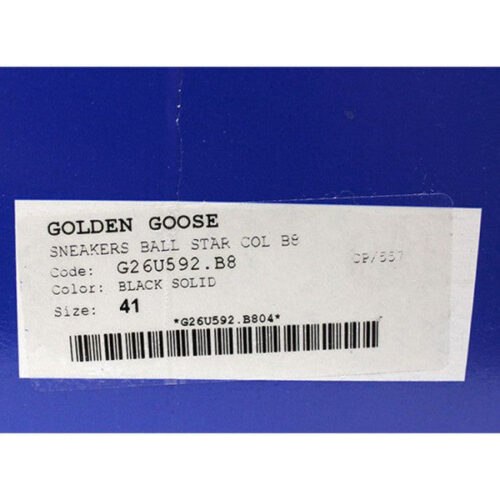 GOLDEN GOOSE
SNEAKERS BALL STAR COL B8
Code: G26U592.B8 CP/557
Color: BLACK SOLID
Size: 41
*G26U592.B804*